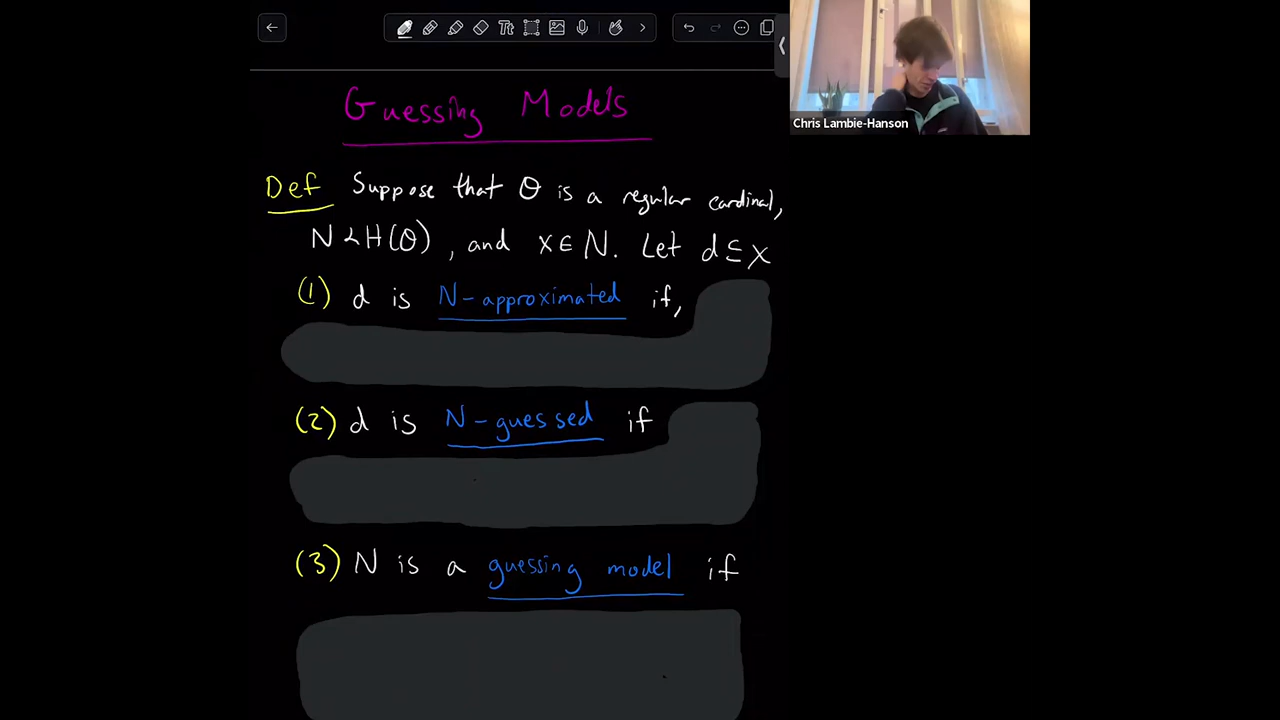 Tt
Chris Lambie-Hanson
Guessing Models
Def Suppose that θ is a regular cardinal,
N ≺ H(θ), and x ∈ N. Let d ⊆ x
(1) d is N-approximated if,
(2) d is N-guessed if
(3) N is a guessing model if